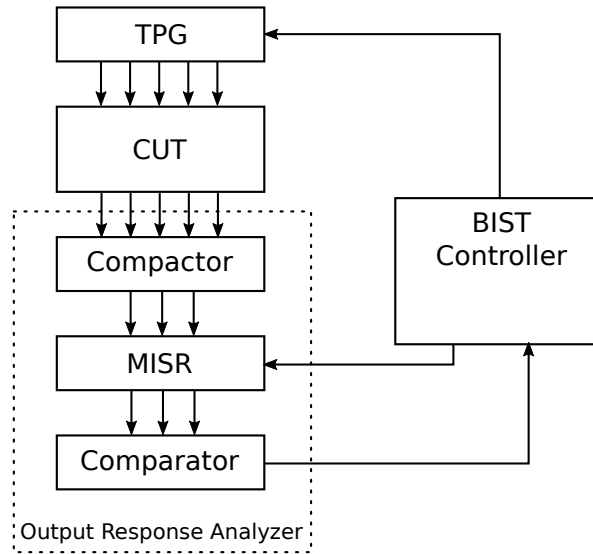 TPG
CUT
BIST
Controller
Compactor
MISR
Comparator
Output Response Analyzer